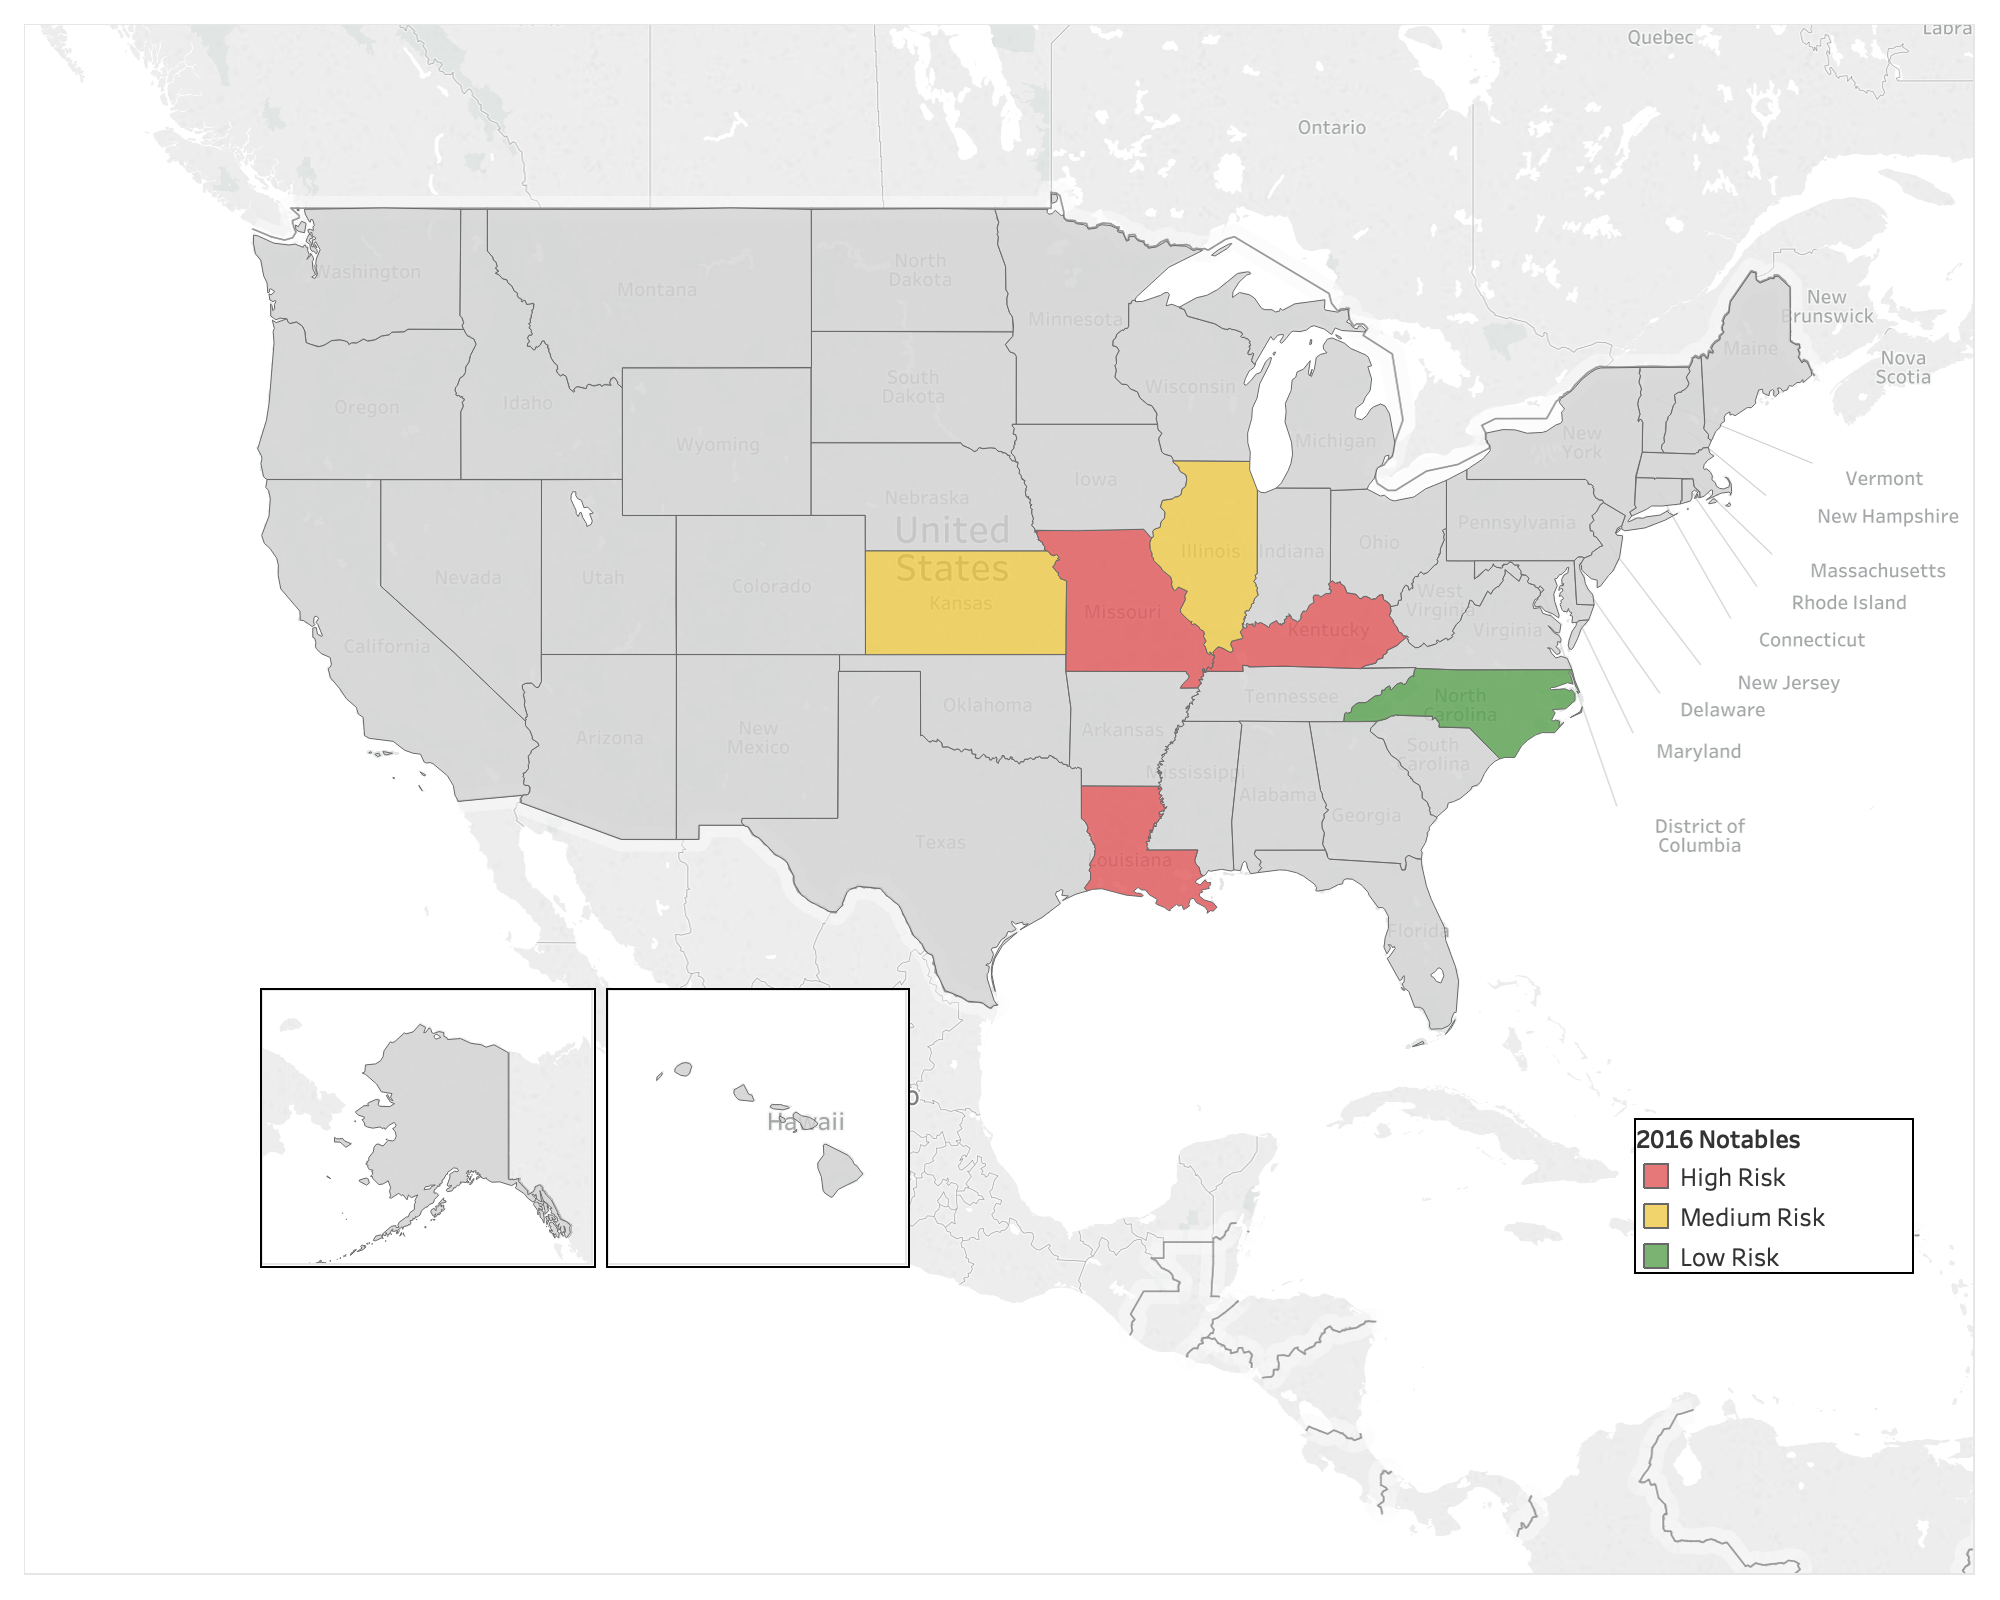 Quebec
Labra
Ontario
New
Brunswick
Nova
Scotia
Washington
Montana
North
Dakota
Minnesota
Maine
Oregon
Idaho
South
Dakota
Wisconsin
Wyoming
Michigan
New
York
Iowa
Nebraska
United
States
Pennsylvania
Ohio
Indiana
Illinois
Nevada
Utah
Colorado
Kansas
Missouri
Kentucky
West
Virginia
Virginia
California
Vermont
New Hampshire
Massachusetts
Rhode Island
Connecticut
New Jersey
Delaware
Maryland
District of
Columbia
Arizona
New
Mexico
Oklahoma
Arkansas
Tennessee
North
Carolina
South
Carolina
Mississippi
Alabama
Georgia
Texas
Louisiana
Florida
Hawaii
o
2016 Notables
High Risk
Medium Risk
Low Risk